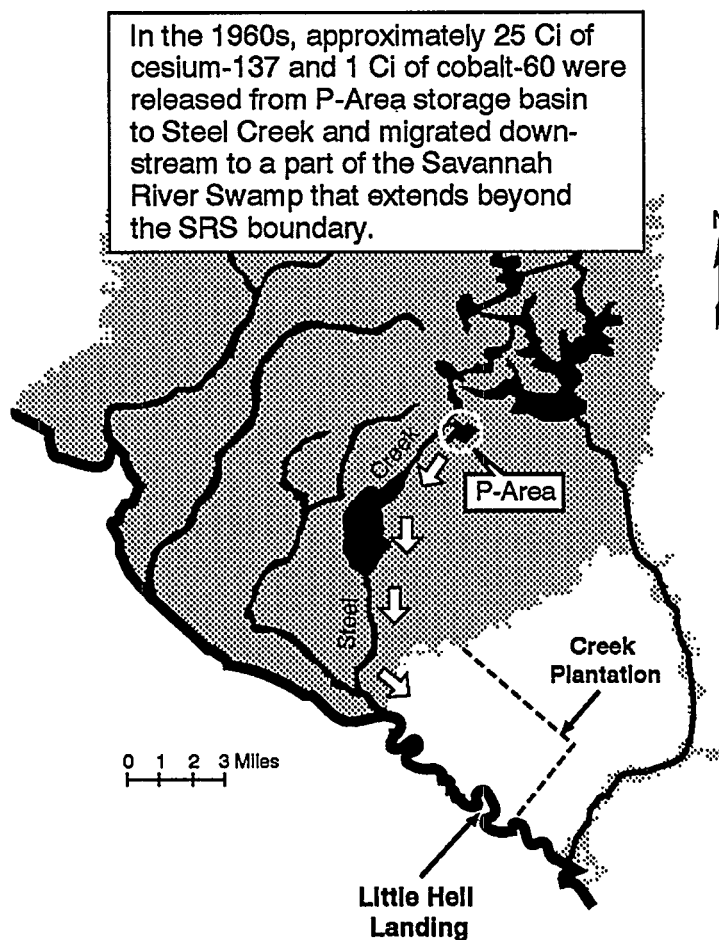 In the 1960s, approximately 25 Ci of
cesium-137 and 1 Ci of cobalt-60 were
released from P-Area storage basin
to Steel Creek and migrated down-
stream to a part of the Savannah
River Swamp that extends beyond
the SRS boundary.
N
Creek
P-Area
Steel
Creek
Plantation
0 1 2 3 Miles
Little Hell
Landing